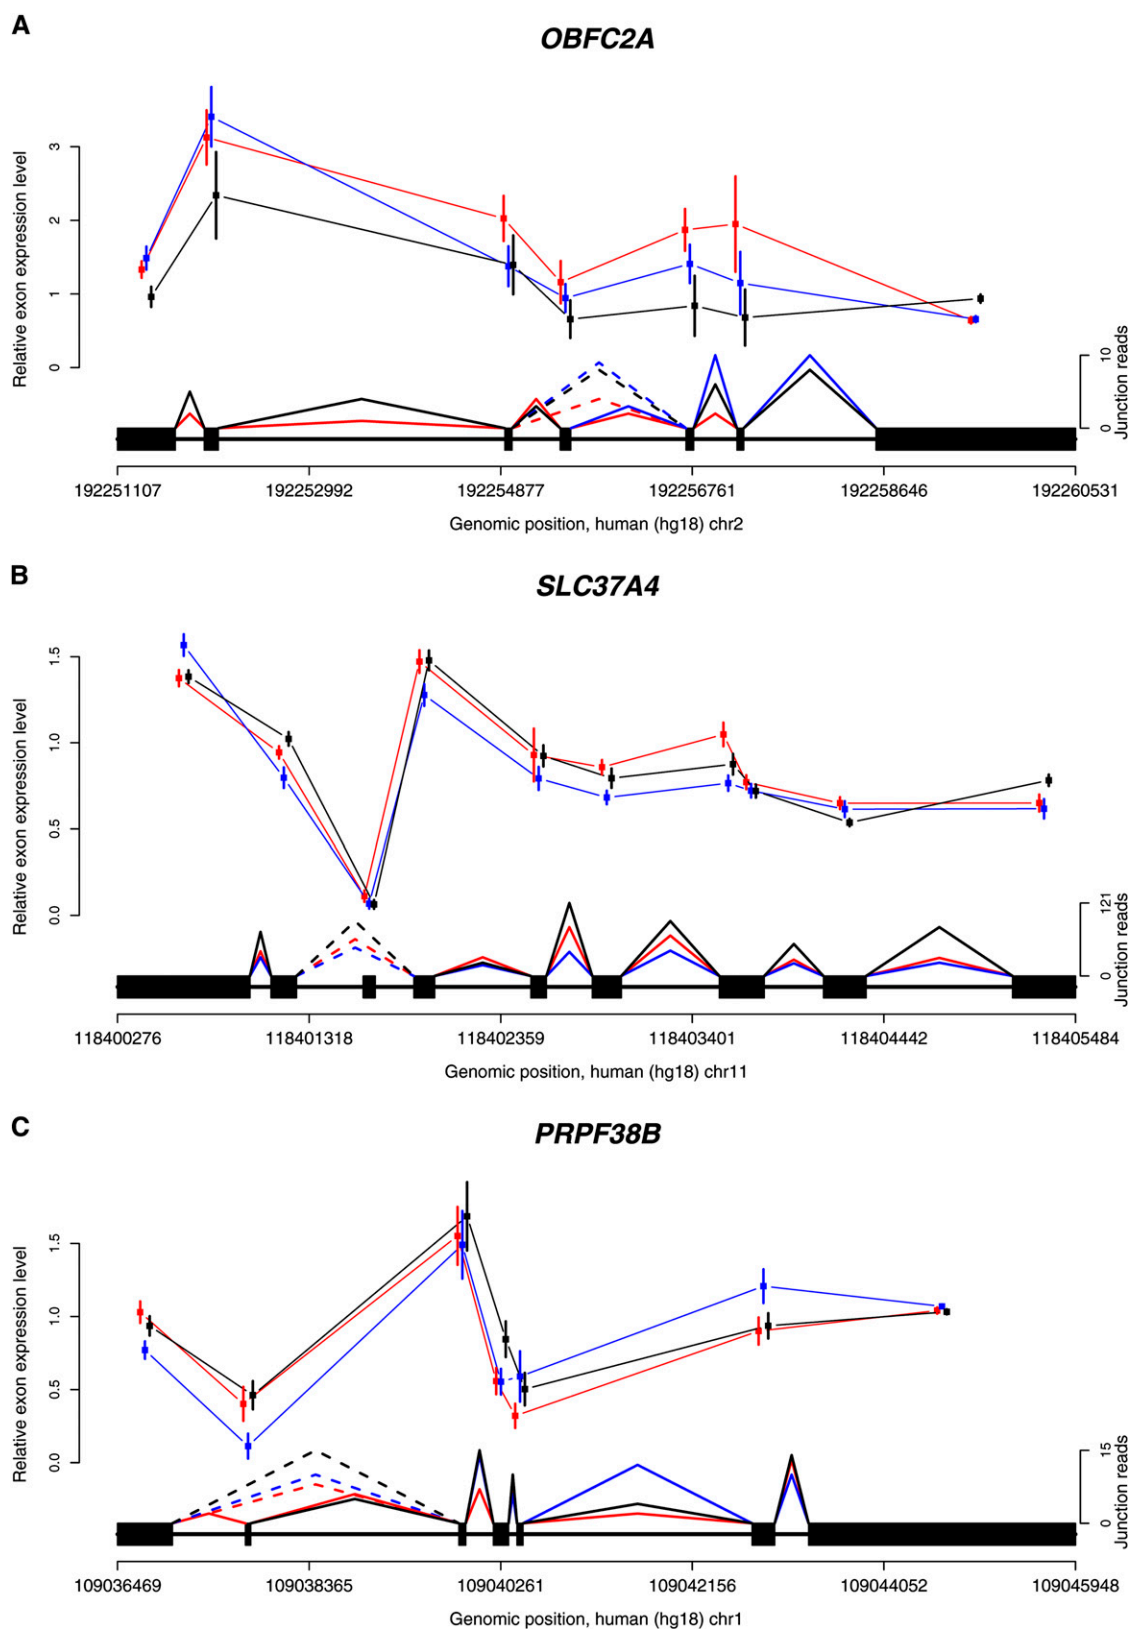 A
OBFC2A
Relative exon expression level
3
2
1
0
10
0
Junction reads
192251107 192252992 192254877 192256761 192258646 192260531
Genomic position, human (hg18) chr2
B
SLC37A4
Relative exon expression level
1.5
1.0
0.5
0.0
121
0
Junction reads
118400276 118401318 118402359 118403401 118404442 118405484
Genomic position, human (hg18) chr11
C
PRPF38B
Relative exon expression level
1.5
1.0
0.5
0.0
15
0
Junction reads
109036469 109038365 109040261 109042156 109044052 109045948
Genomic position, human (hg18) chr1